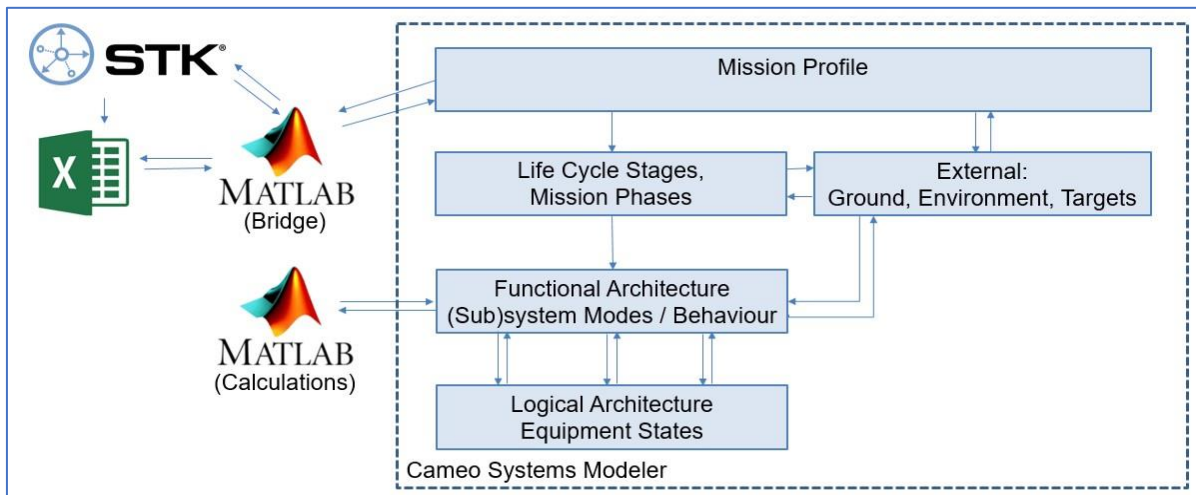 STK®
X
MATLAB
(Bridge)
MATLAB
(Calculations)
Mission Profile
Life Cycle Stages,
Mission Phases
External:
Ground, Environment, Targets
Functional Architecture
(Sub)system Modes / Behaviour
Logical Architecture
Equipment States
Cameo Systems Modeler